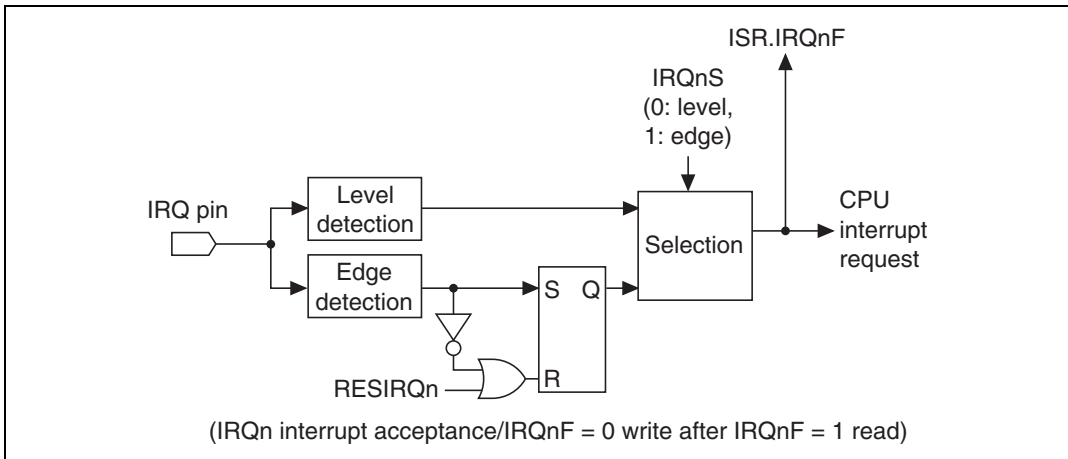 ISR.IRQnF
IRQnS
(0: level,
1: edge)
IRQ pin
Level
detection
Edge
detection
S
Q
R
RESIRQn
Selection
CPU
interrupt
request
(IRQn interrupt acceptance/IRQnF = 0 write after IRQnF = 1 read)